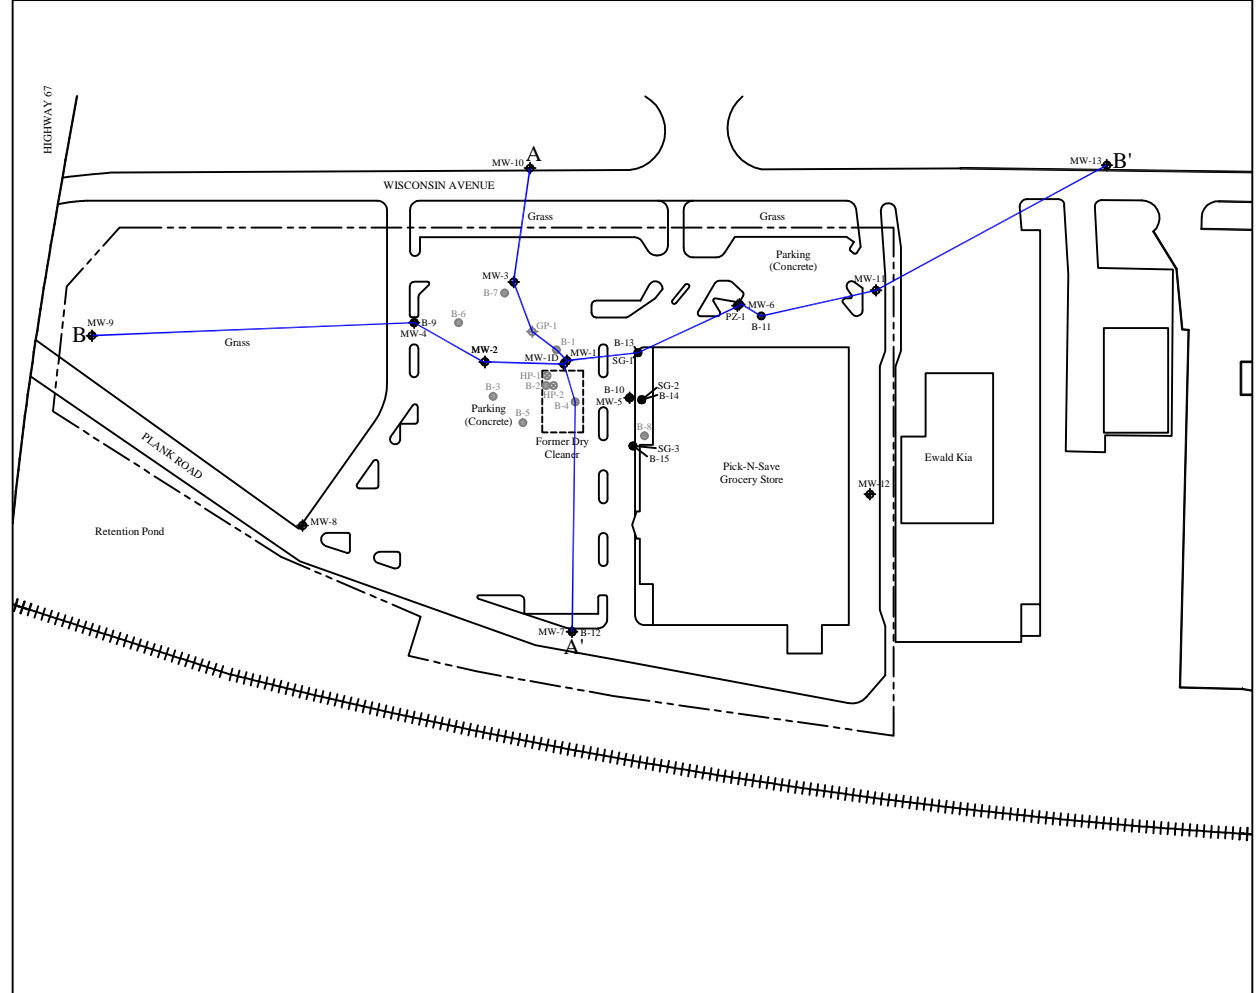 HIGHWAY 67
A
MW-10
MW-13
B'
WISCONSIN AVENUE
Grass
Grass
Parking
(Concrete)
MW-3
B-7
MW-11
MW-6
PZ-1
B-11
MW-9
B
Grass
B-9
MW-4
B-6
GP-1
B-1
MW-2
MW-1D
MW-1
B-13
SG-1
HP-1
B-2
HP-2
B-4
B-3
Parking
(Concrete)
B-5
B-10
MW-5
SG-2
B-14
B-8
SG-3
B-15
Former Dry
Cleaner
PLANK ROAD
Pick-N-Save
Grocery Store
Ewald Kia
MW-12
MW-8
Retention Pond
MW-7
B-12
A'